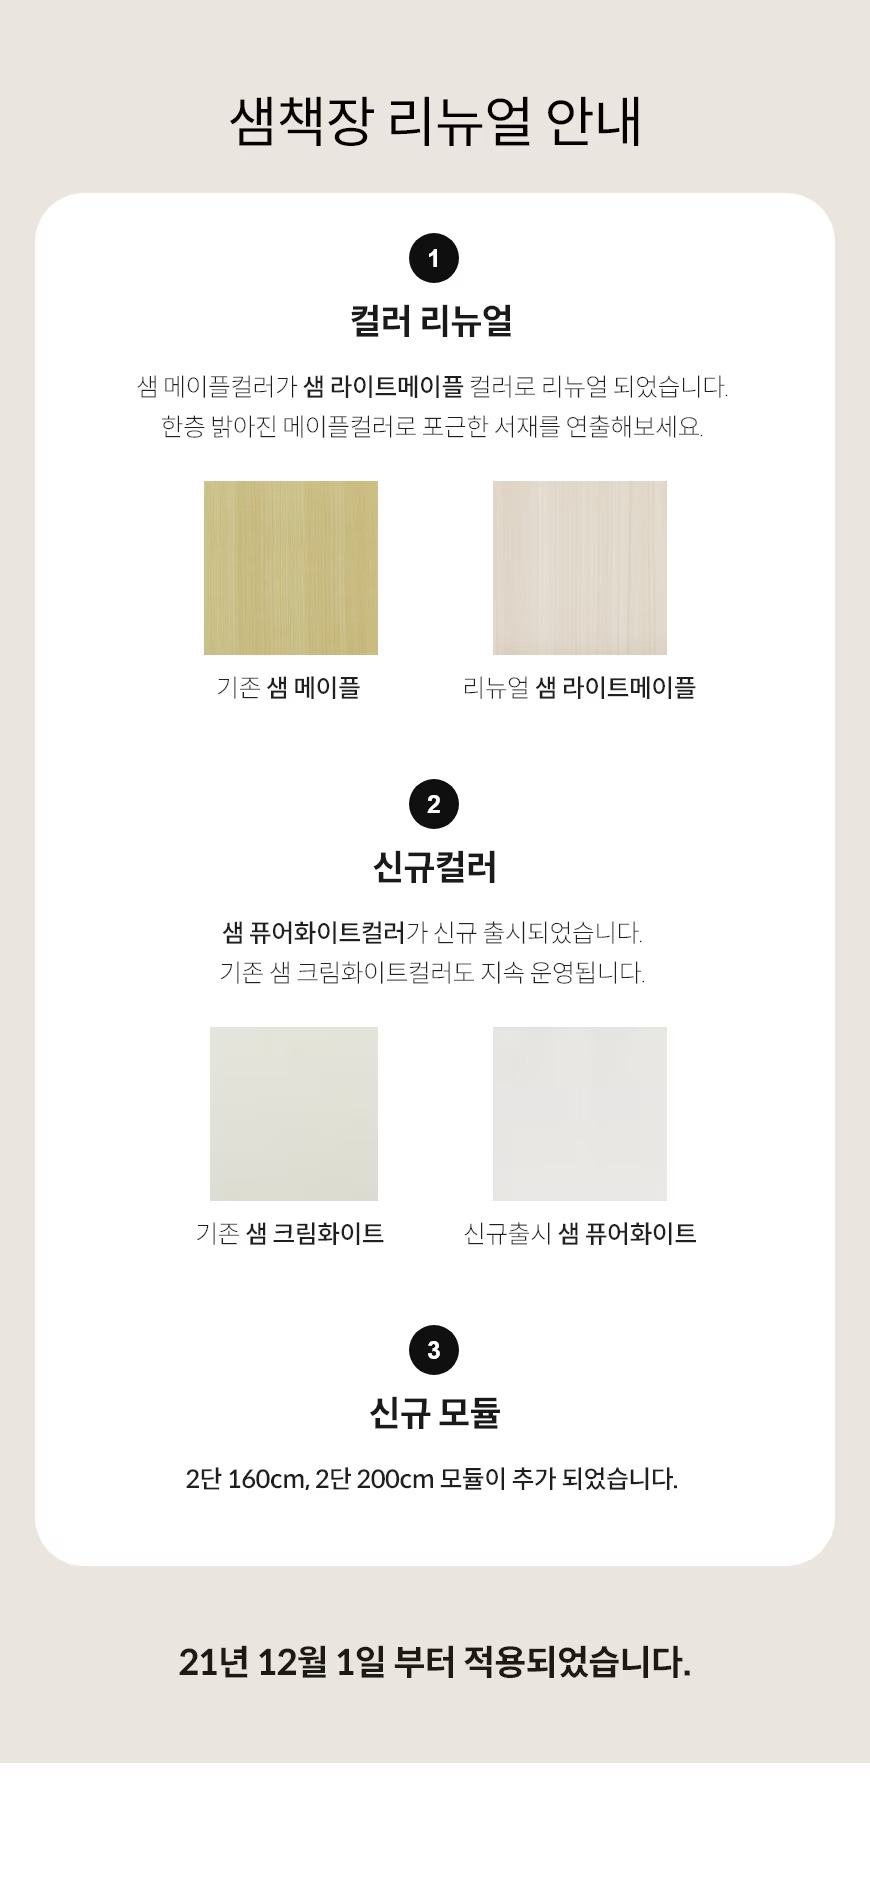 샘책장 리뉴얼 안내
1
컬러 리뉴얼
샘 메이플컬러가 샘 라이트메이플 컬러로 리뉴얼 되었습니다.
한층 밝아진 메이플컬러로 포근한 서재를 연출해보세요.
기존 샘 메이플
리뉴얼 샘 라이트메이플
2
신규컬러
샘 퓨어화이트컬러가 신규 출시되었습니다.
기존 샘 크림화이트컬러도 지속 운영됩니다.
기존 샘 크림화이트
신규출시 샘 퓨어화이트
3
신규 모듈
2단 160cm, 2단 200cm 모듈이 추가 되었습니다.
21년 12월 1일 부터 적용되었습니다.